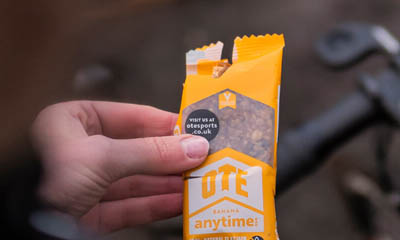 VISIT US AT
otesports
.co.uk
OTE
BANANA
anytime